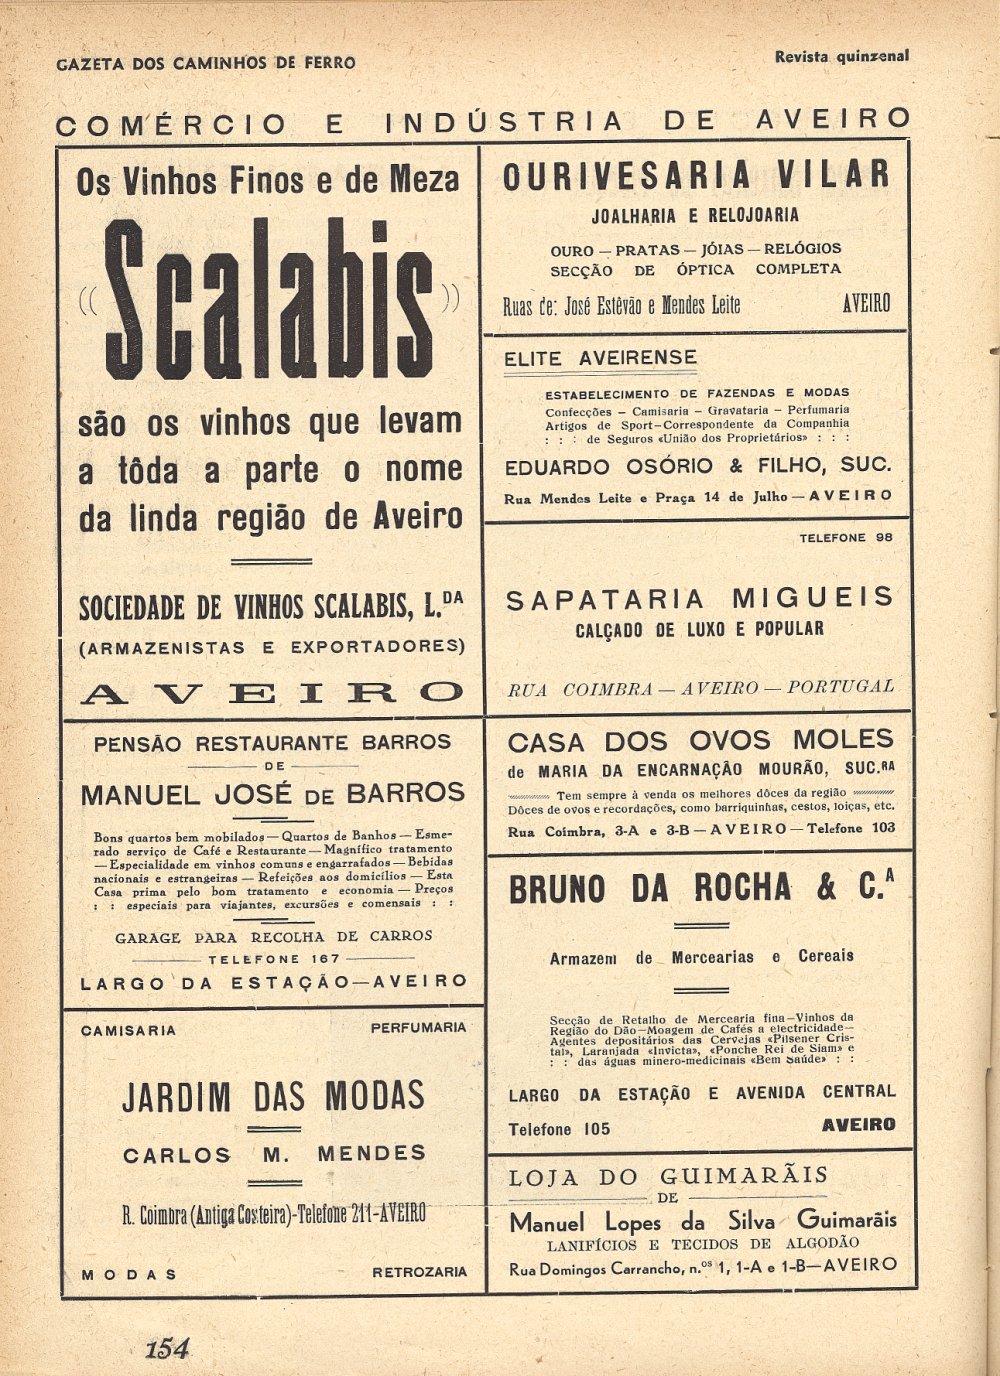 GAZETA DOS CAMINHOS DE FERRO
Revista quinzenal
COMÉRCIO E INDÚSTRIA DE AVEIRO
Os Vinhos Finos e de Meza
«Scalabis»
são os vinhos que levam
a tôda a parte o nome
da linda região de Aveiro
SOCIEDADE DE VINHOS SCALABIS, L.DA
(ARMAZENISTAS E EXPORTADORES)
AVEIRO
PENSÃO RESTAURANTE BARROS
— DE —
MANUEL JOSÉ DE BARROS
Bons quartos bem mobilados — Quartos de Banhos — Esme-
rado serviço de Café e Restaurante — Magnífico tratamento
— Especialidade em vinhos comuns e engarrafados — Bebidas
nacionais e estrangeiras — Refeições aos domicílios — Esta
Casa prima pelo bom tratamento e economia — Preços
: : especiais para viajantes, excursões e comensais : :
GARAGE PARA RECOLHA DE CARROS
— TELEFONE 167 —
LARGO DA ESTAÇÃO—AVEIRO
CAMISARIA PERFUMARIA
JARDIM DAS MODAS
CARLOS M. MENDES
R. Coimbra (Antiga Costeira)-Telefone 211-AVEIRO
MODAS RETROZARIA
OURIVESARIA VILAR
JOALHARIA E RELOJOARIA
OURO — PRATAS — JÓIAS — RELÓGIOS
SECÇÃO DE ÓPTICA COMPLETA
Ruas de: José Estêvão e Mendes Leite AVEIRO
ELITE AVEIRENSE
ESTABELECIMENTO DE FAZENDAS E MODAS
Confecções — Camisaria — Gravataria — Perfumaria
Artigos de Sport — Correspondente da Companhia
: : : de Seguros «União dos Proprietários» : : :
EDUARDO OSÓRIO & FILHO, SUC.
Rua Mendes Leite e Praça 14 de Julho — AVEIRO
TELEFONE 98
SAPATARIA MIGUEIS
CALÇADO DE LUXO E POPULAR
RUA COIMBRA — AVEIRO — PORTUGAL
CASA DOS OVOS MOLES
de MARIA DA ENCARNAÇÃO MOURÃO, SUC.RA
Tem sempre à venda os melhores dôces da região
Dôces de ovos e recordações, como barriquinhas, cestos, loiças, etc.
Rua Coimbra, 3-A e 3-B — AVEIRO — Telefone 103
BRUNO DA ROCHA & C.A
Armazem de Mercearias e Cereais
Secção de Retalho de Mercearia fina—Vinhos da
Região do Dão—Moagem de Cafés a electricidade—
Agentes depositários das Cervejas «Pilsener Cris-
tal», Laranjada «Invicta», «Ponche Rei de Siam» e
: : das águas minero-medicinais «Bem Saúde» : :
LARGO DA ESTAÇÃO E AVENIDA CENTRAL
Telefone 105 AVEIRO
LOJA DO GUIMARÃIS
— DE —
Manuel Lopes da Silva Guimarãis
LANIFÍCIOS E TECIDOS DE ALGODÃO
Rua Domingos Carrancho, n.os 1, 1-A e 1-B—AVEIRO
154